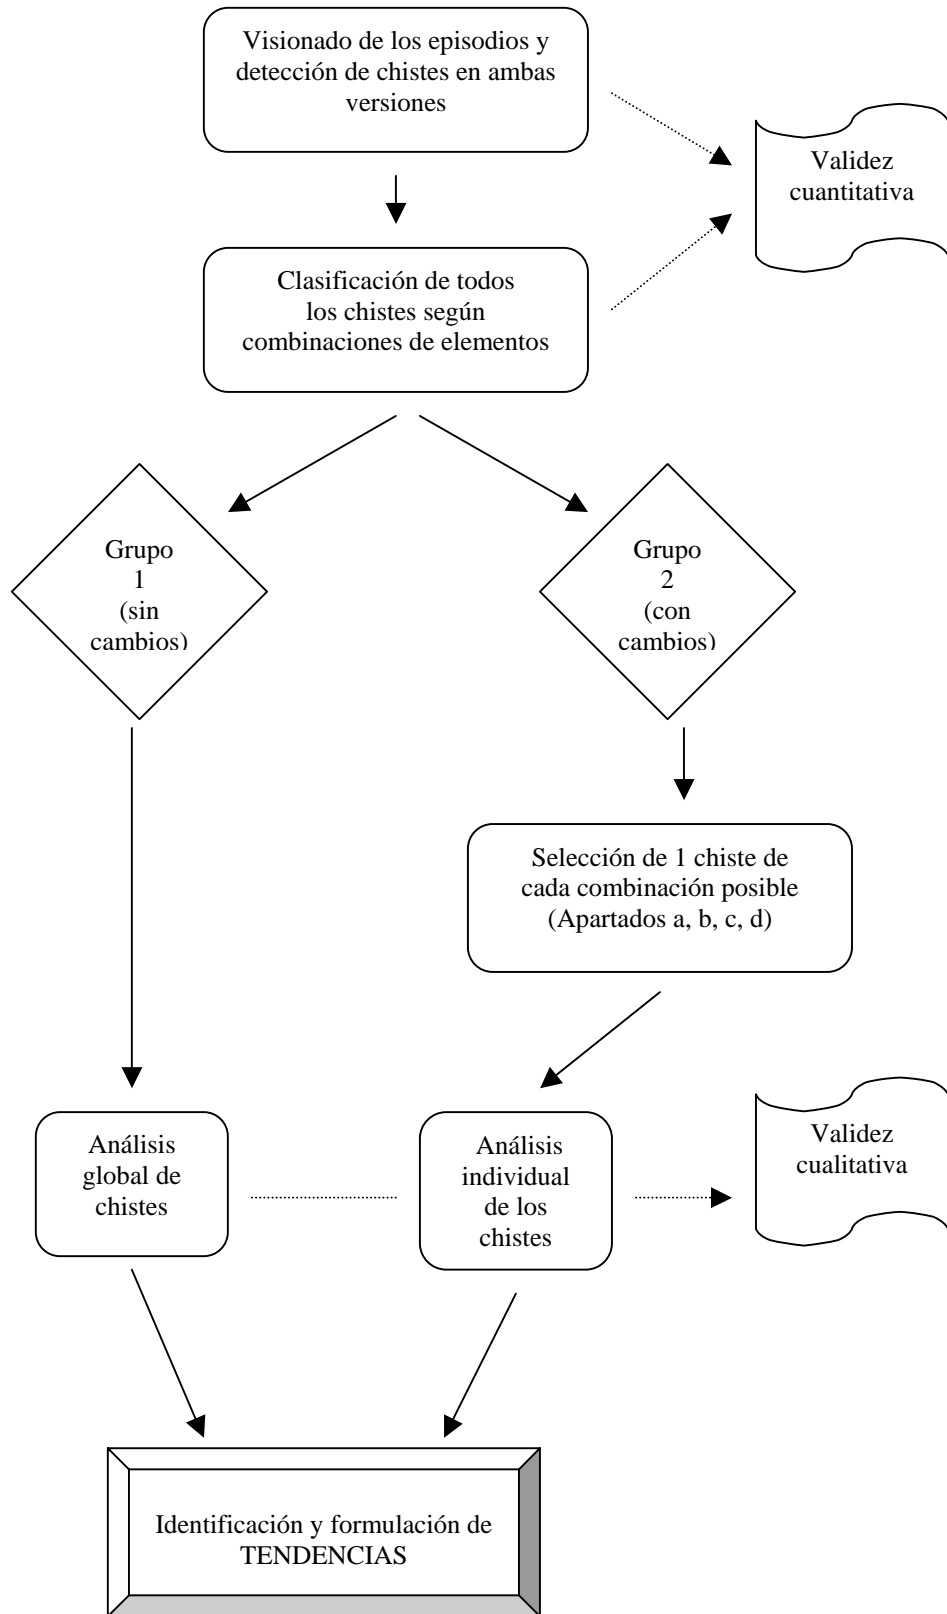 Visionado de los episodios y
detección de chistes en ambas
versiones
Validez
cuantitativa
Clasificación de todos
los chistes según
combinaciones de elementos
Grupo
1
(sin
cambios)
Grupo
2
(con
cambios)
Selección de 1 chiste de
cada combinación posible
(Apartados a, b, c, d)
Análisis
global de
chistes
Análisis
individual
de los
chistes
Validez
cualitativa
Identificación y formulación de
TENDENCIAS